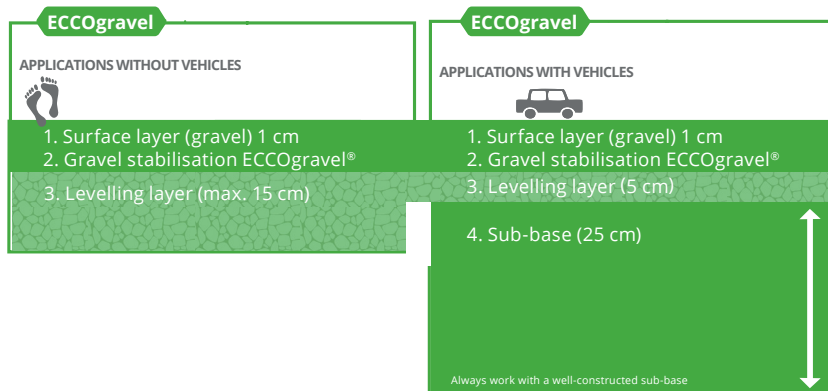 ECCOgravel
APPLICATIONS WITHOUT VEHICLES
1. Surface layer (gravel) 1 cm
2. Gravel stabilisation ECCOgravel®
3. Levelling layer (max. 15 cm)
ECCOgravel
APPLICATIONS WITH VEHICLES
1. Surface layer (gravel) 1 cm
2. Gravel stabilisation ECCOgravel®
3. Levelling layer (5 cm)
4. Sub-base (25 cm)
Always work with a well-constructed sub-base